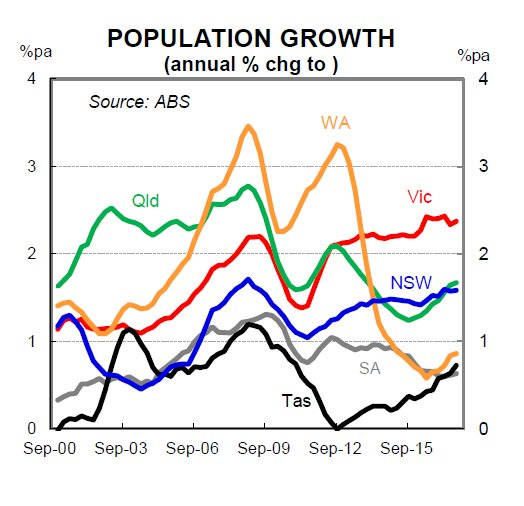 POPULATION GROWTH
(annual % chg to )
%pa
%pa
Source: ABS
4
4
3
3
2
2
1
1
0
0
WA
Qld
Vic
NSW
SA
Tas
Sep-00
Sep-03
Sep-06
Sep-09
Sep-12
Sep-15